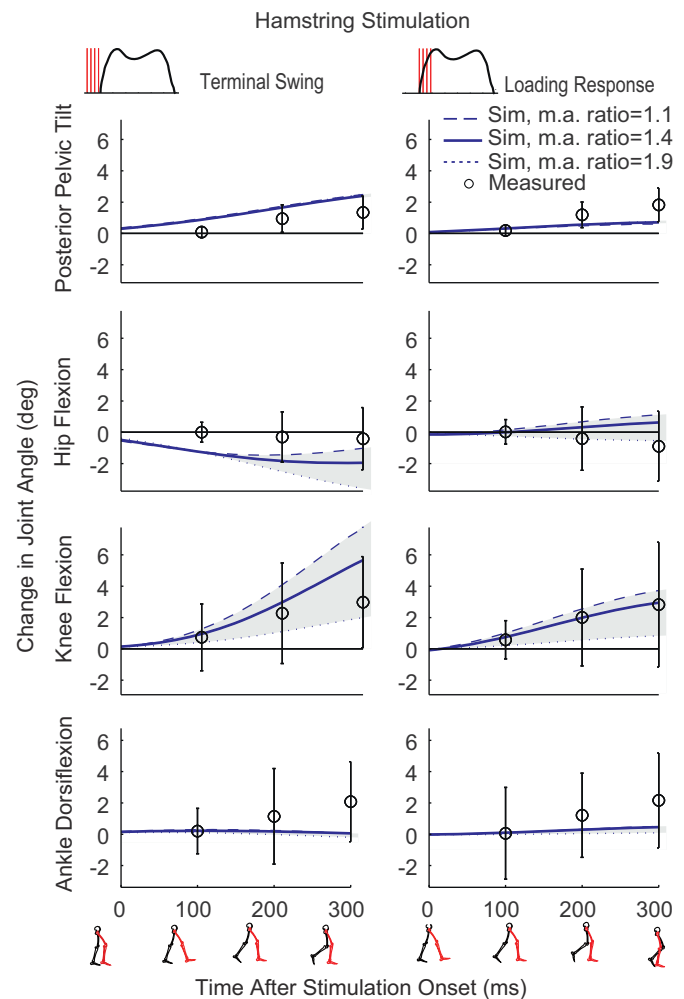 Hamstring Stimulation
Terminal Swing
Loading Response
Sim, m.a. ratio=1.1
Sim, m.a. ratio=1.4
Sim, m.a. ratio=1.9
Measured
Change in Joint Angle (deg)
Posterior Pelvic Tilt
6
4
2
0
-2
6
4
2
0
-2
Hip Flexion
6
4
2
0
-2
6
4
2
0
-2
Knee Flexion
6
4
2
0
-2
6
4
2
0
-2
Ankle Dorsiflexion
6
4
2
0
-2
6
4
2
0
-2
0 100 200 300
0 100 200 300
Time After Stimulation Onset (ms)